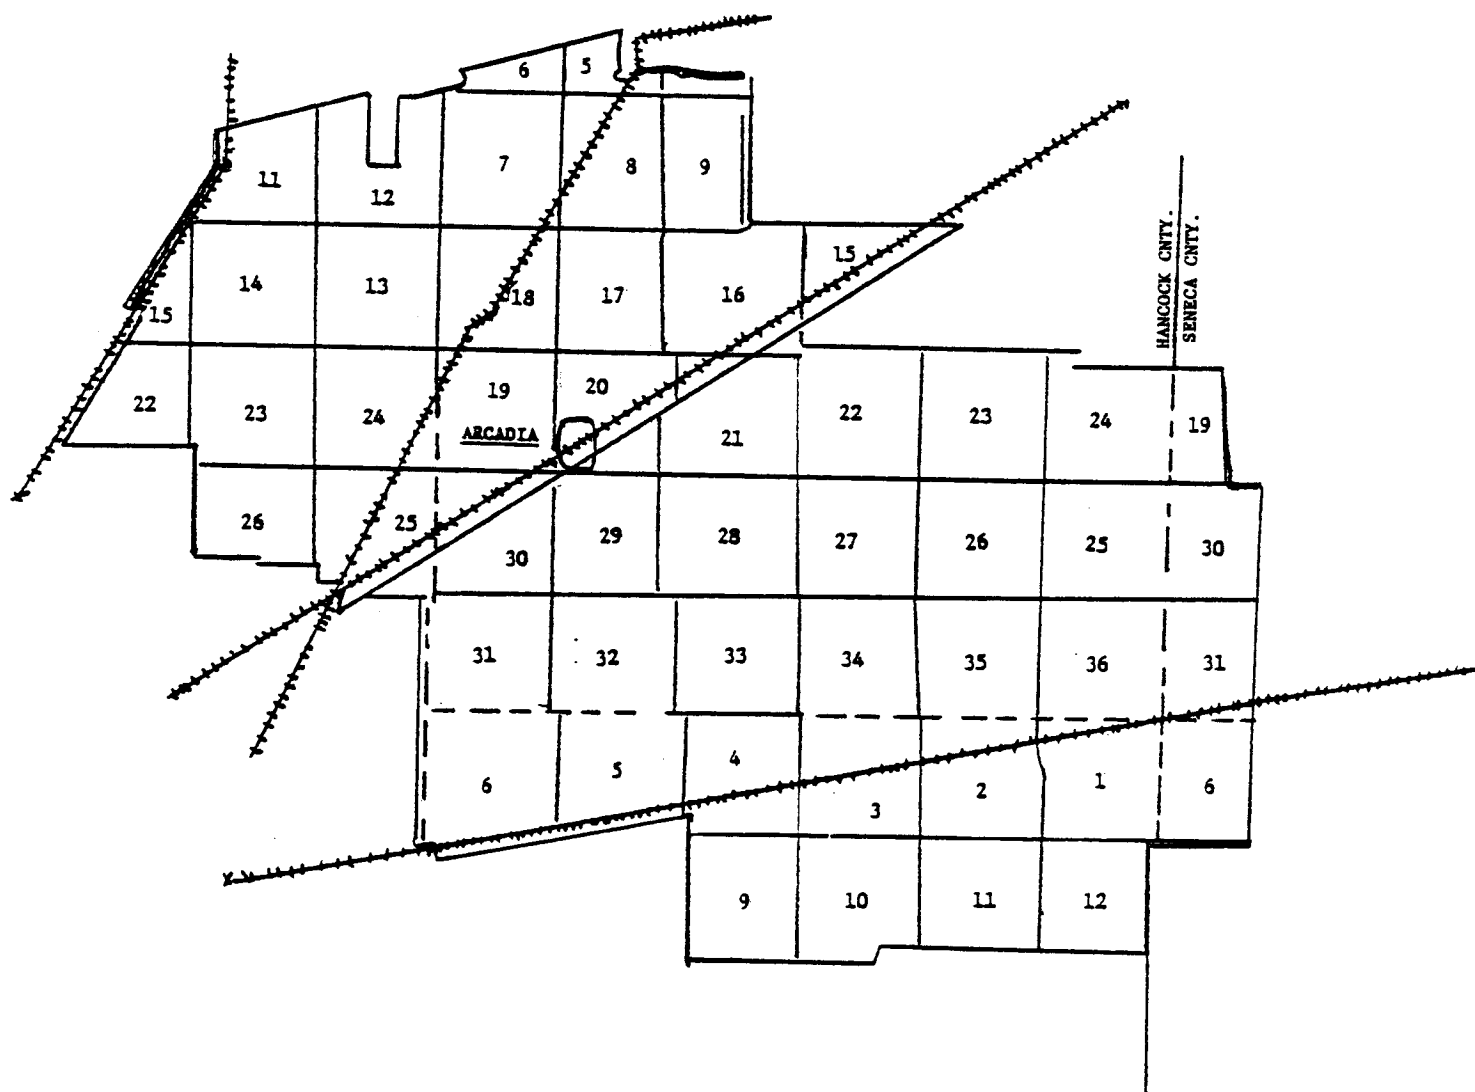 6 5
11 12 7 8 9
HANCOCK CNTY.
SENECA CNTY.
15
15 14 13 18 17 16
22 23 24 19 20 21 22 23 24 19
ARCADIA
26 25 30 29 28 27 26 25 30
31 32 33 34 35 36 31
6 5 4 3 2 1 6
9 10 11 12